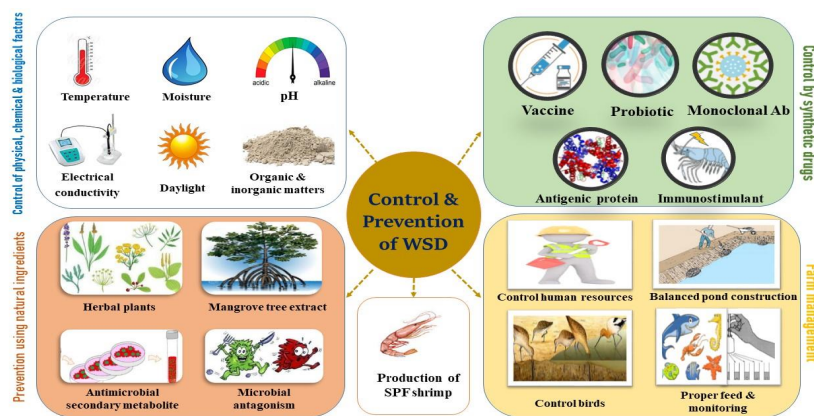 Control of physical, chemical & biological factors
Temperature
Moisture
acidic
alkaline
pH
Electrical
conductivity
Daylight
Organic &
inorganic matters
Control by synthetic drugs
Vaccine
Probiotic
Monoclonal Ab
Antigenic protein
Immunostimulant
Control &
Prevention
of WSD
Prevention using natural ingredients
Herbal plants
Mangrove tree extract
Antimicrobial
secondary metabolite
Microbial
antagonism
Production of
SPF shrimp
Farm management
Control human resources
Balanced pond construction
Control birds
Proper feed &
monitoring